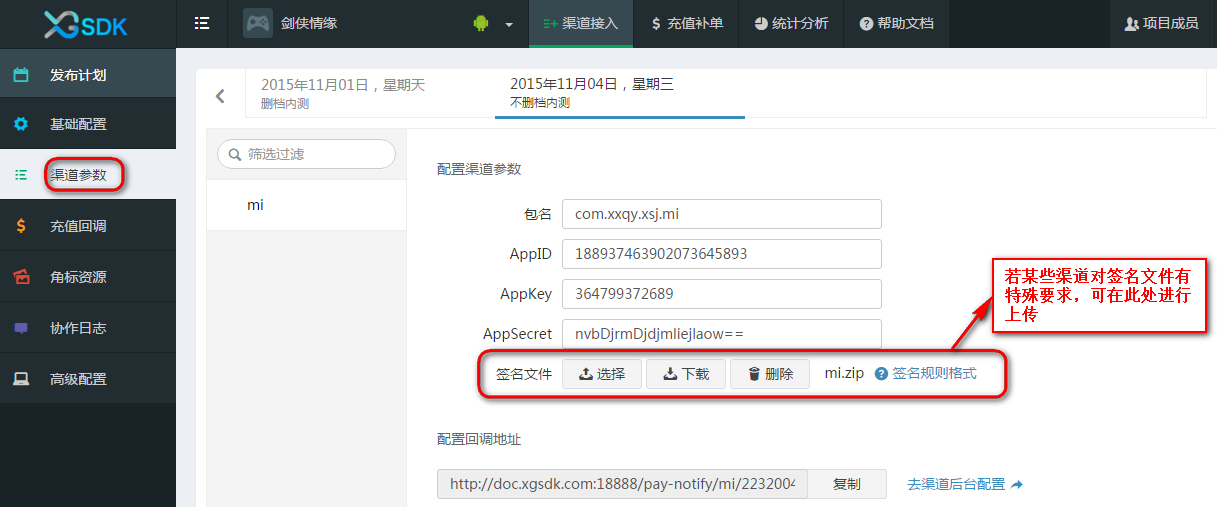 XGSDK
剑侠情缘
渠道接入
$ 充值补单
统计分析
帮助文档
项目成员
发布计划
基础配置
渠道参数
充值回调
角标资源
协作日志
高级配置
2015年11月01日，星期天
删档内测
2015年11月04日，星期三
不删档内测
筛选过滤
mi
配置渠道参数
包名 com.xxqy.xsj.mi
AppID 188937463902073645893
AppKey 364799372689
AppSecret nvbDjrmDjdjmliejlaow==
签名文件 选择 下载 删除 mi.zip 签名规则格式
若某些渠道对签名文件有
特殊要求，可在此处进行
上传
配置回调地址
http://doc.xgsdk.com:18888/pay-notify/mi/2232004 复制 去渠道后台配置